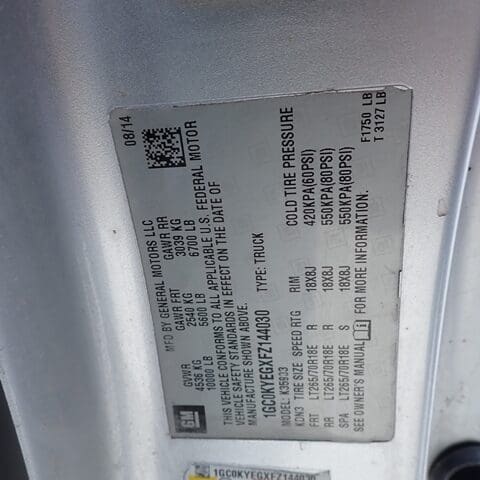 MFD BY GENERAL MOTORS LLC
08/14
GVWR GAWR FRT GAWR RR
4536 KG 2540 KG 3039 KG
10000 LB 5600 LB 6700 LB
THIS VEHICLE CONFORMS TO ALL APPLICABLE U.S. FEDERAL MOTOR
VEHICLE SAFETY STANDARDS IN EFFECT ON THE DATE OF
MANUFACTURE SHOWN ABOVE.
GM
1GC0KYEGXFZ144030 TYPE: TRUCK
MODEL: K35933
KDN3 TIRE SIZE SPEED RTG RIM COLD TIRE PRESSURE
FRT LT265/70R18E R 18X8J 420KPA(60PSI)
RR LT265/70R18E R 18X8J 550KPA(80PSI)
SPA LT265/70R18E S 18X8J 550KPA(80PSI)
SEE OWNER'S MANUAL FOR MORE INFORMATION.
F1750 LB
T 3127 LB
1GC0KYEGXFZ144030